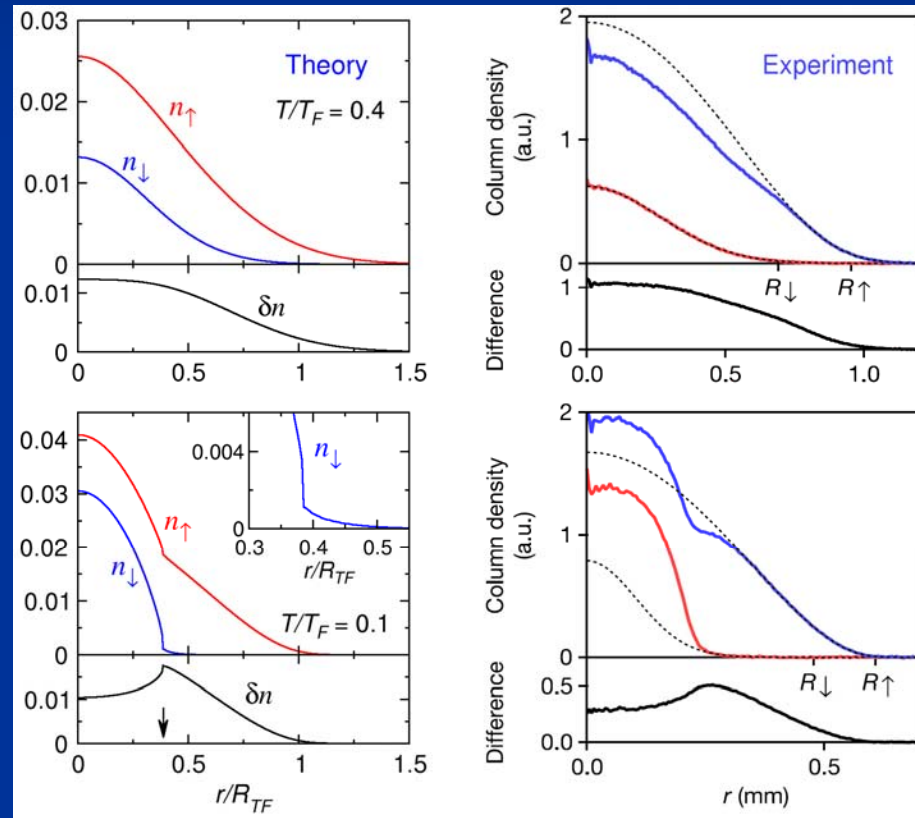 0.03
0.02
0.01
0
Theory
T/T_F = 0.4
n↑
n↓
0.01
0
δn
0 0.5 1 1.5
2
1
0
Column density
(a.u.)
Experiment
R↓ R↑
1
0
Difference
0.0 0.5 1.0
0.04
0.03
0.02
0.01
0
n↑
n↓
T/T_F = 0.1
0.004
0
n↓
0.3 0.4 0.5
r/R_TF
0.01
0
δn
0 0.5 1 1.5
r/R_TF
2
1
0
Column density
(a.u.)
R↓ R↑
0.5
0.0
Difference
0.0 0.5
r (mm)